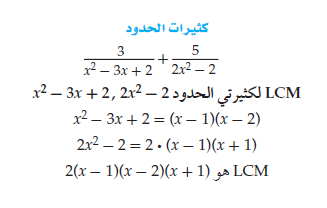 كثيرات الحدود
3/(x² − 3x + 2) + 5/(2x² − 2)
LCM لكثيرتي الحدود x² − 3x + 2, 2x² − 2
x² − 3x + 2 = (x − 1)(x − 2)
2x² − 2 = 2 · (x − 1)(x + 1)
LCM هو 2(x − 1)(x − 2)(x + 1)